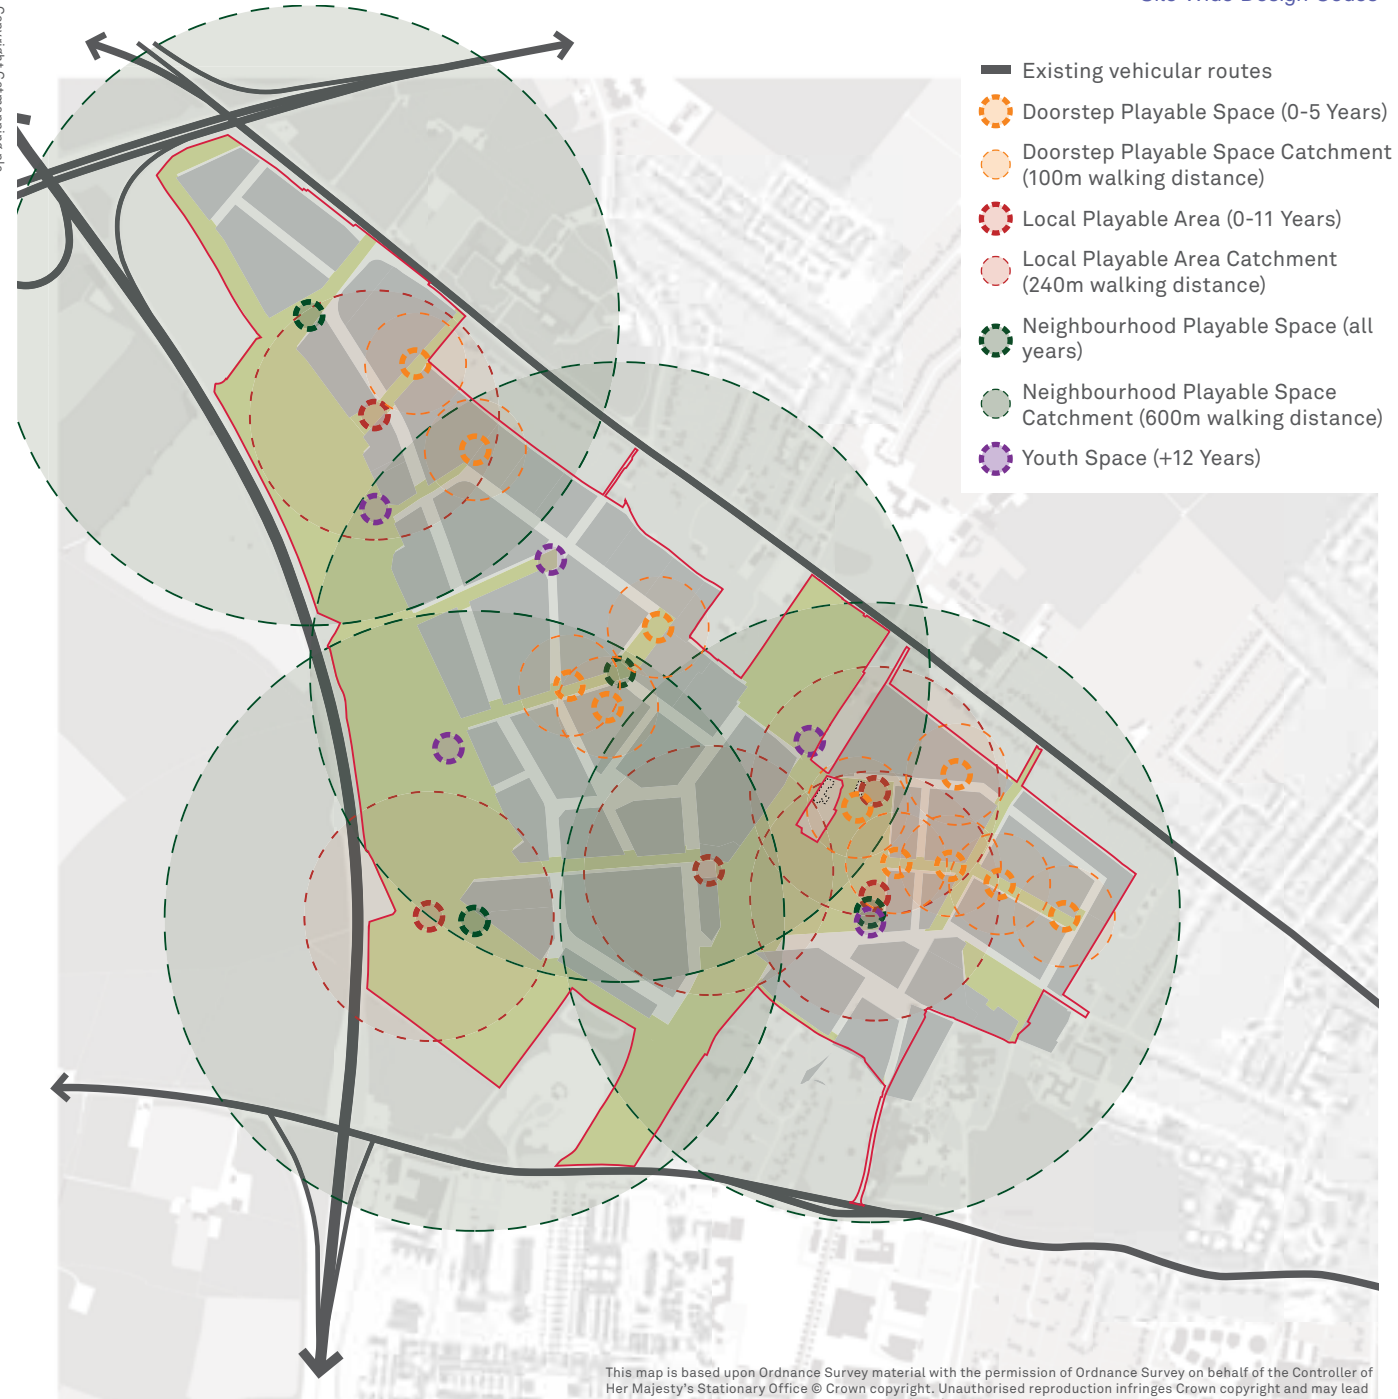 Site Wide Design Codes
Existing vehicular routes
Doorstep Playable Space (0-5 Years)
Doorstep Playable Space Catchment
(100m walking distance)
Local Playable Area (0-11 Years)
Local Playable Area Catchment
(240m walking distance)
Neighbourhood Playable Space (all
years)
Neighbourhood Playable Space
Catchment (600m walking distance)
Youth Space (+12 Years)
This map is based upon Ordnance Survey material with the permission of Ordnance Survey on behalf of the Controller of
Her Majesty's Stationary Office © Crown copyright. Unauthorised reproduction infringes Crown copyright and may lead